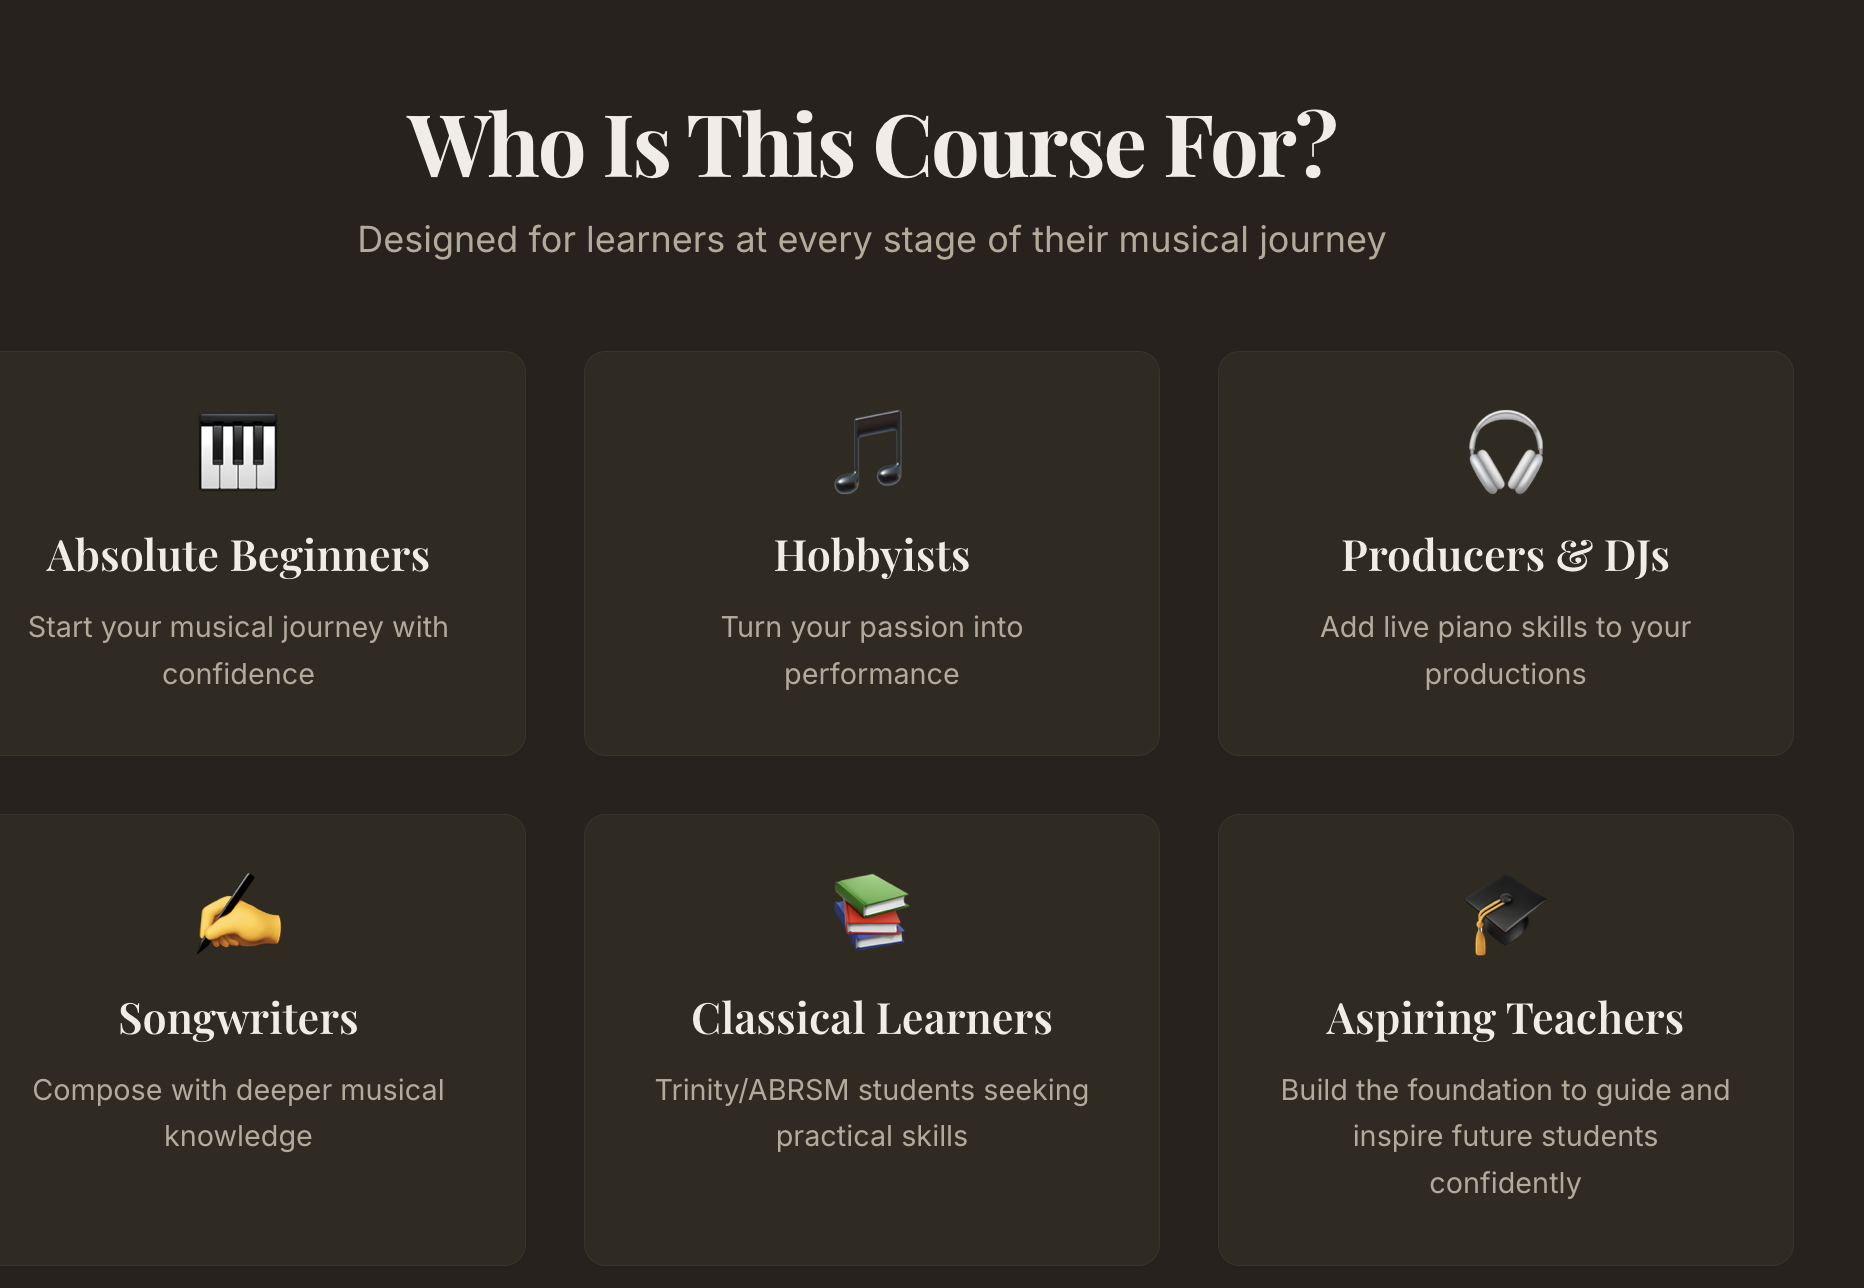 Who Is This Course For?
Designed for learners at every stage of their musical journey
Absolute Beginners
Start your musical journey with
confidence
Hobbyists
Turn your passion into
performance
Producers & DJs
Add live piano skills to your
productions
Songwriters
Compose with deeper musical
knowledge
Classical Learners
Trinity/ABRSM students seeking
practical skills
Aspiring Teachers
Build the foundation to guide and
inspire future students
confidently